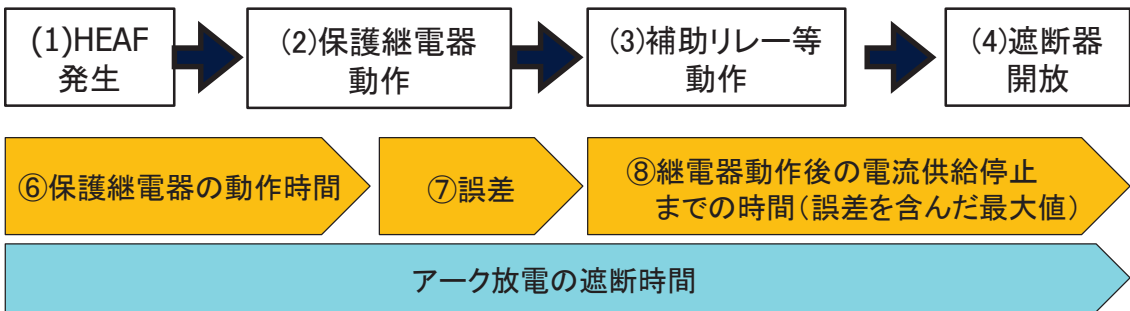 (1)HEAF
発生
(2)保護継電器
動作
(3)補助リレー等
動作
(4)遮断器
開放
⑥保護継電器の動作時間
⑦誤差
⑧継電器動作後の電流供給停止
までの時間(誤差を含んだ最大値)
アーク放電の遮断時間